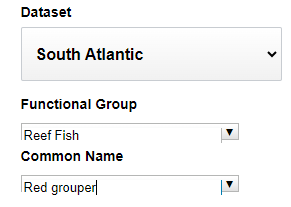 Dataset
South Atlantic
Functional Group
Reef Fish
Common Name
Red grouper